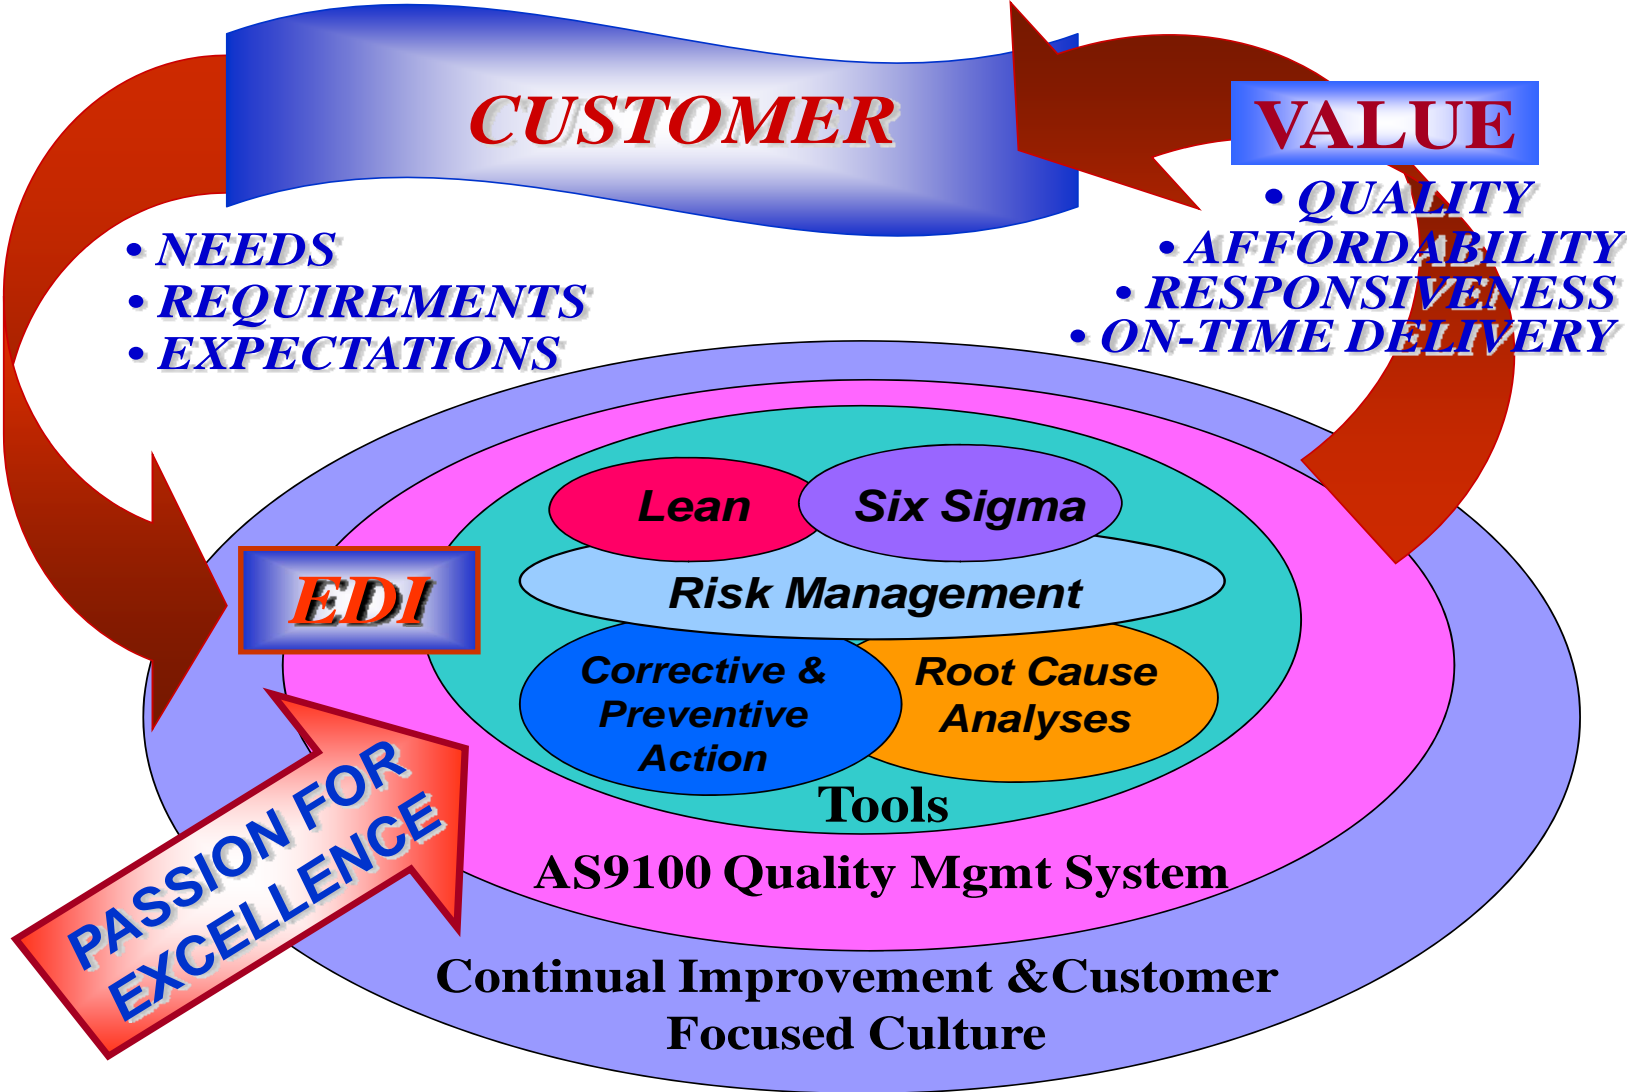 CUSTOMER
VALUE
• QUALITY
• AFFORDABILITY
• RESPONSIVENESS
• ON-TIME DELIVERY
• NEEDS
• REQUIREMENTS
• EXPECTATIONS
Lean
Six Sigma
Risk Management
EDI
Corrective &
Preventive
Action
Root Cause
Analyses
Tools
AS9100 Quality Mgmt System
PASSION FOR
EXCELLENCE
Continual Improvement &Customer
Focused Culture